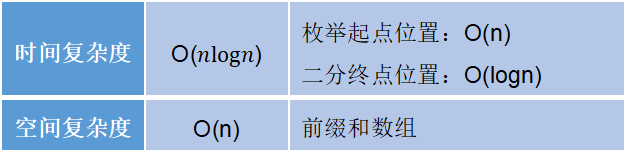 时间复杂度 O(nlogn) 枚举起点位置：O(n)
二分终点位置：O(logn)
空间复杂度 O(n) 前缀和数组